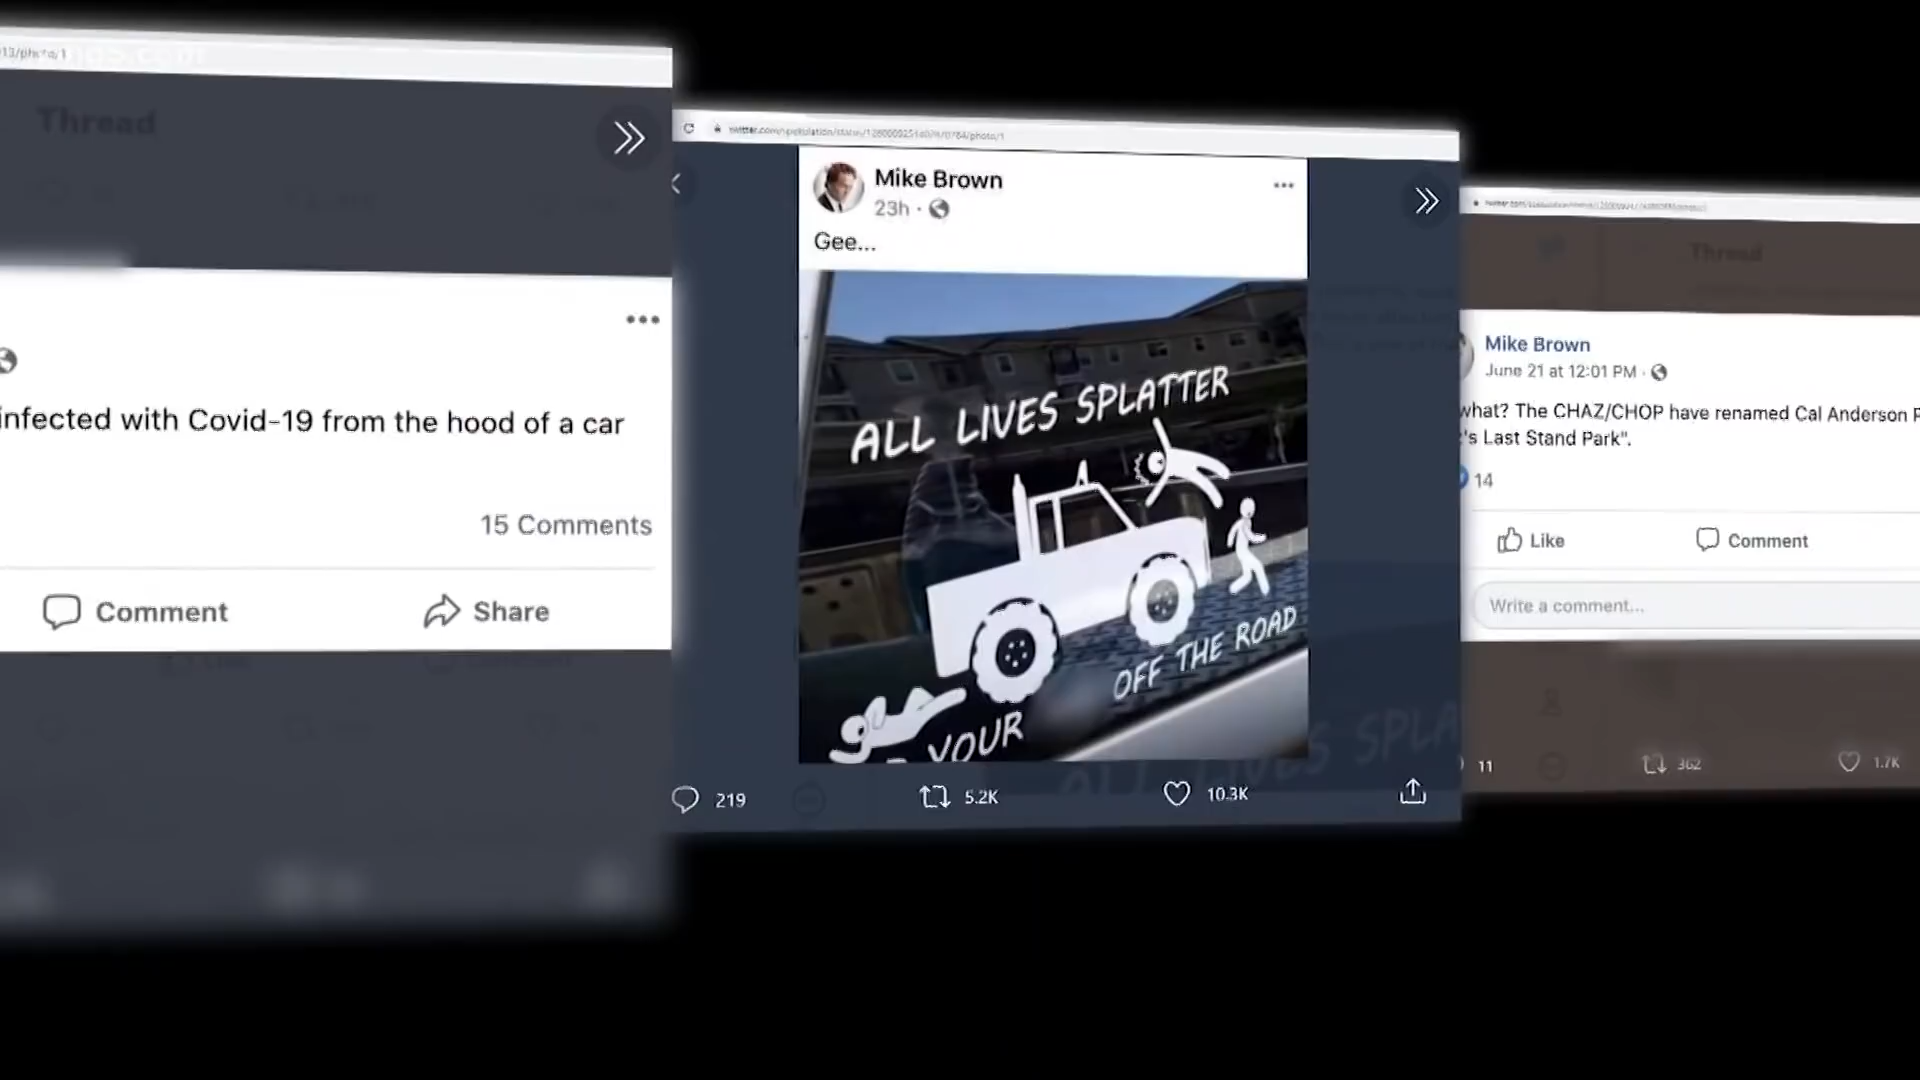 Thread
infected with Covid-19 from the hood of a car
15 Comments
Comment
Share
Mike Brown
23h
Gee...
ALL LIVES SPLATTER
OFF THE ROAD
YOUR
219
5.2K
10.3K
Thread
Mike Brown
June 21 at 12:01 PM
what? The CHAZ/CHOP have renamed Cal Anderson
's Last Stand Park".
14
Like
Comment
Write a comment...
11
362
1.7K